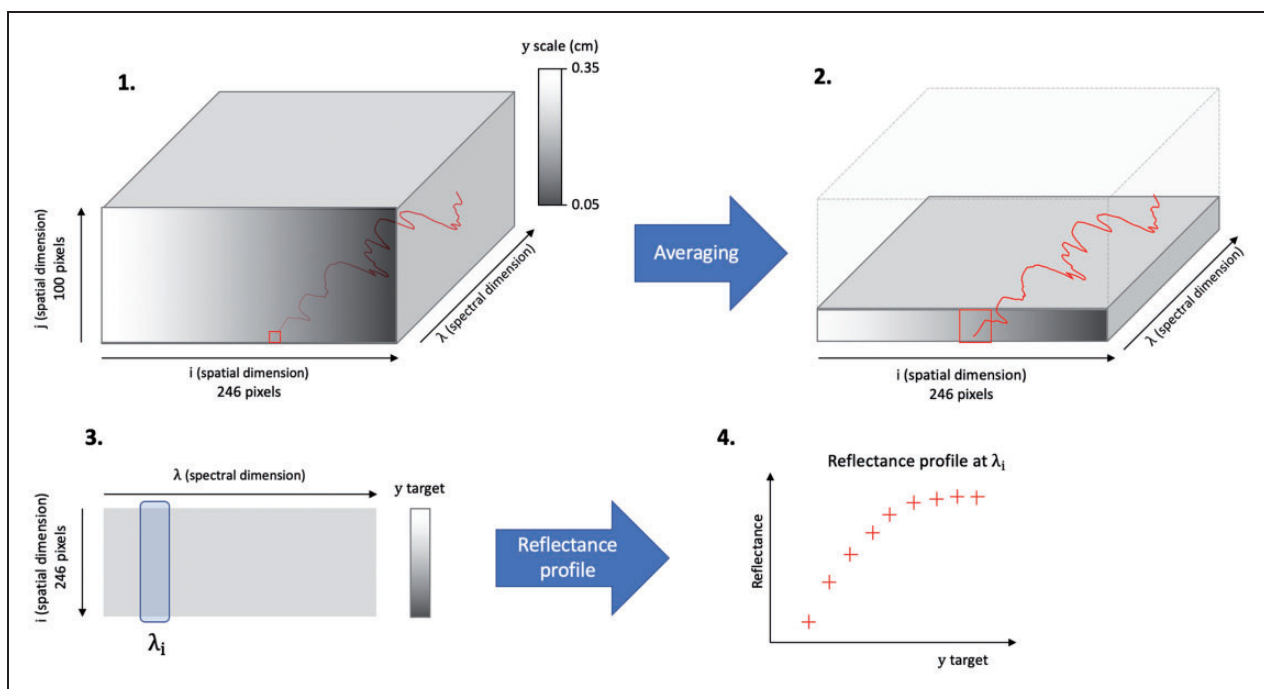 1.
y scale (cm)
0.35
0.05
j (spatial dimension)
100 pixels
λ (spectral dimension)
i (spatial dimension)
246 pixels
Averaging
2.
λ (spectral dimension)
i (spatial dimension)
246 pixels
3.
λ (spectral dimension)
y target
i (spatial dimension)
246 pixels
λi
Reflectance
profile
4.
Reflectance profile at λi
Reflectance
y target